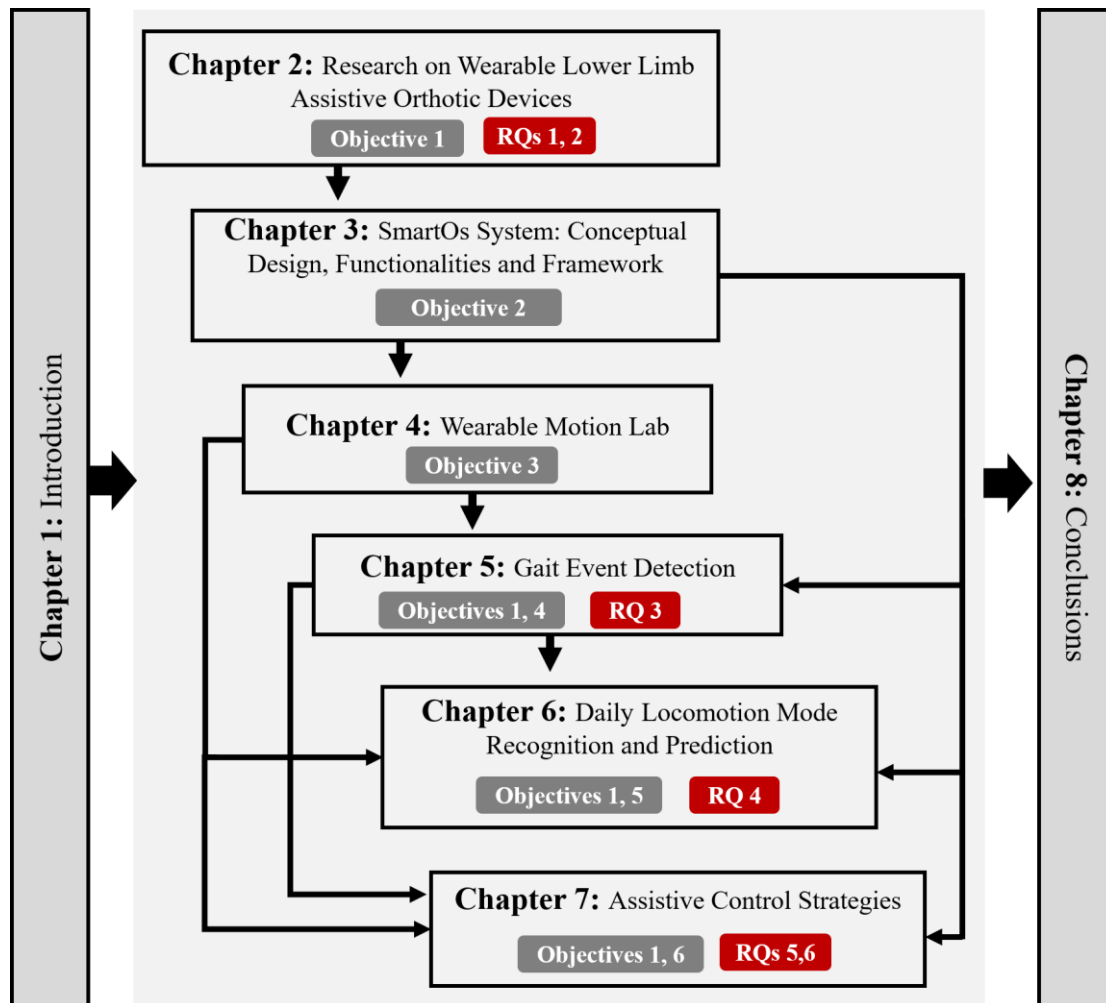 Chapter 1: Introduction
Chapter 2: Research on Wearable Lower Limb
Assistive Orthotic Devices
Objective 1
RQs 1, 2
Chapter 3: SmartOs System: Conceptual
Design, Functionalities and Framework
Objective 2
Chapter 4: Wearable Motion Lab
Objective 3
Chapter 5: Gait Event Detection
Objectives 1, 4
RQ 3
Chapter 6: Daily Locomotion Mode
Recognition and Prediction
Objectives 1, 5
RQ 4
Chapter 7: Assistive Control Strategies
Objectives 1, 6
RQs 5,6
Chapter 8: Conclusions